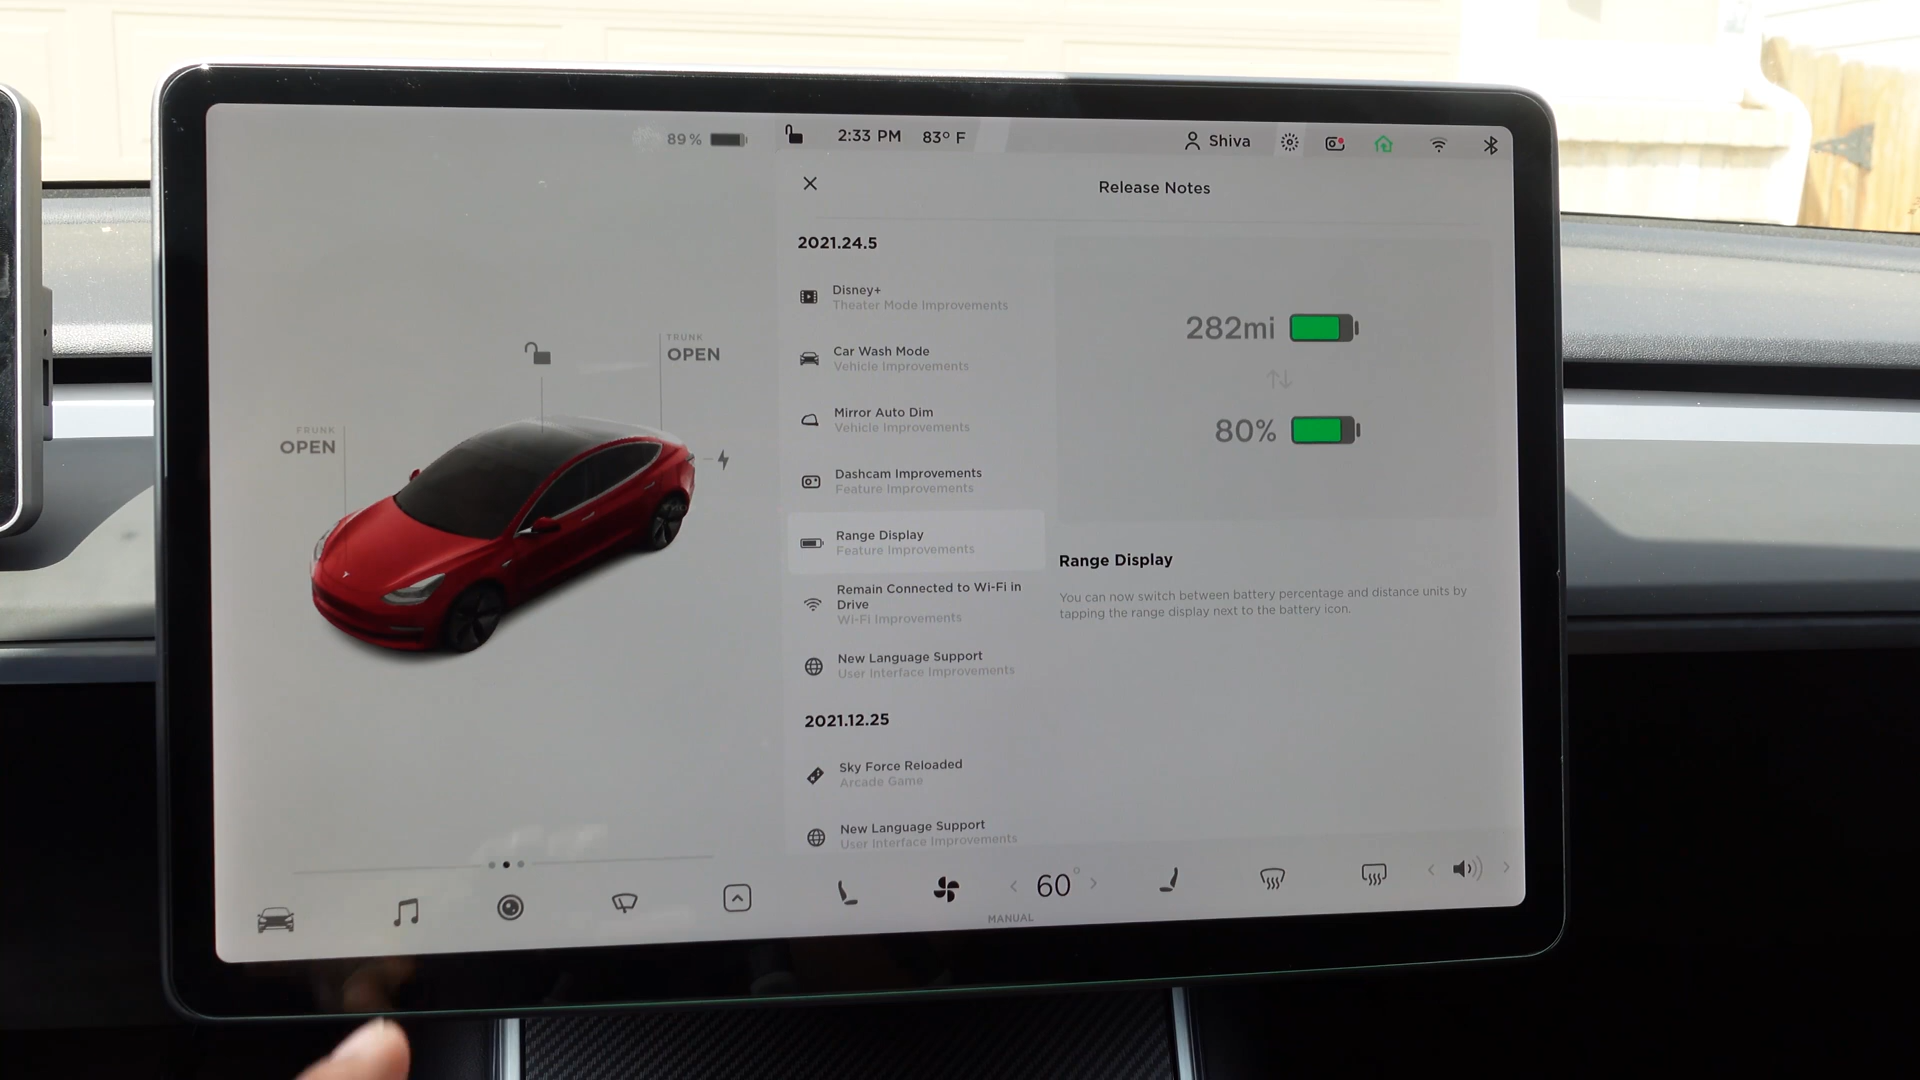 89 %
2:33 PM 83° F
Shiva
Release Notes
TRUNK
OPEN
FRUNK
OPEN
2021.24.5
Disney+
Theater Mode Improvements
Car Wash Mode
Vehicle Improvements
Mirror Auto Dim
Vehicle Improvements
Dashcam Improvements
Feature Improvements
Range Display
Feature Improvements
Remain Connected to Wi-Fi in
Drive
Wi-Fi Improvements
New Language Support
User Interface Improvements
2021.12.25
Sky Force Reloaded
Arcade Game
New Language Support
User Interface Improvements
282mi
80%
Range Display
You can now switch between battery percentage and distance units by
tapping the range display next to the battery icon.
60°
MANUAL